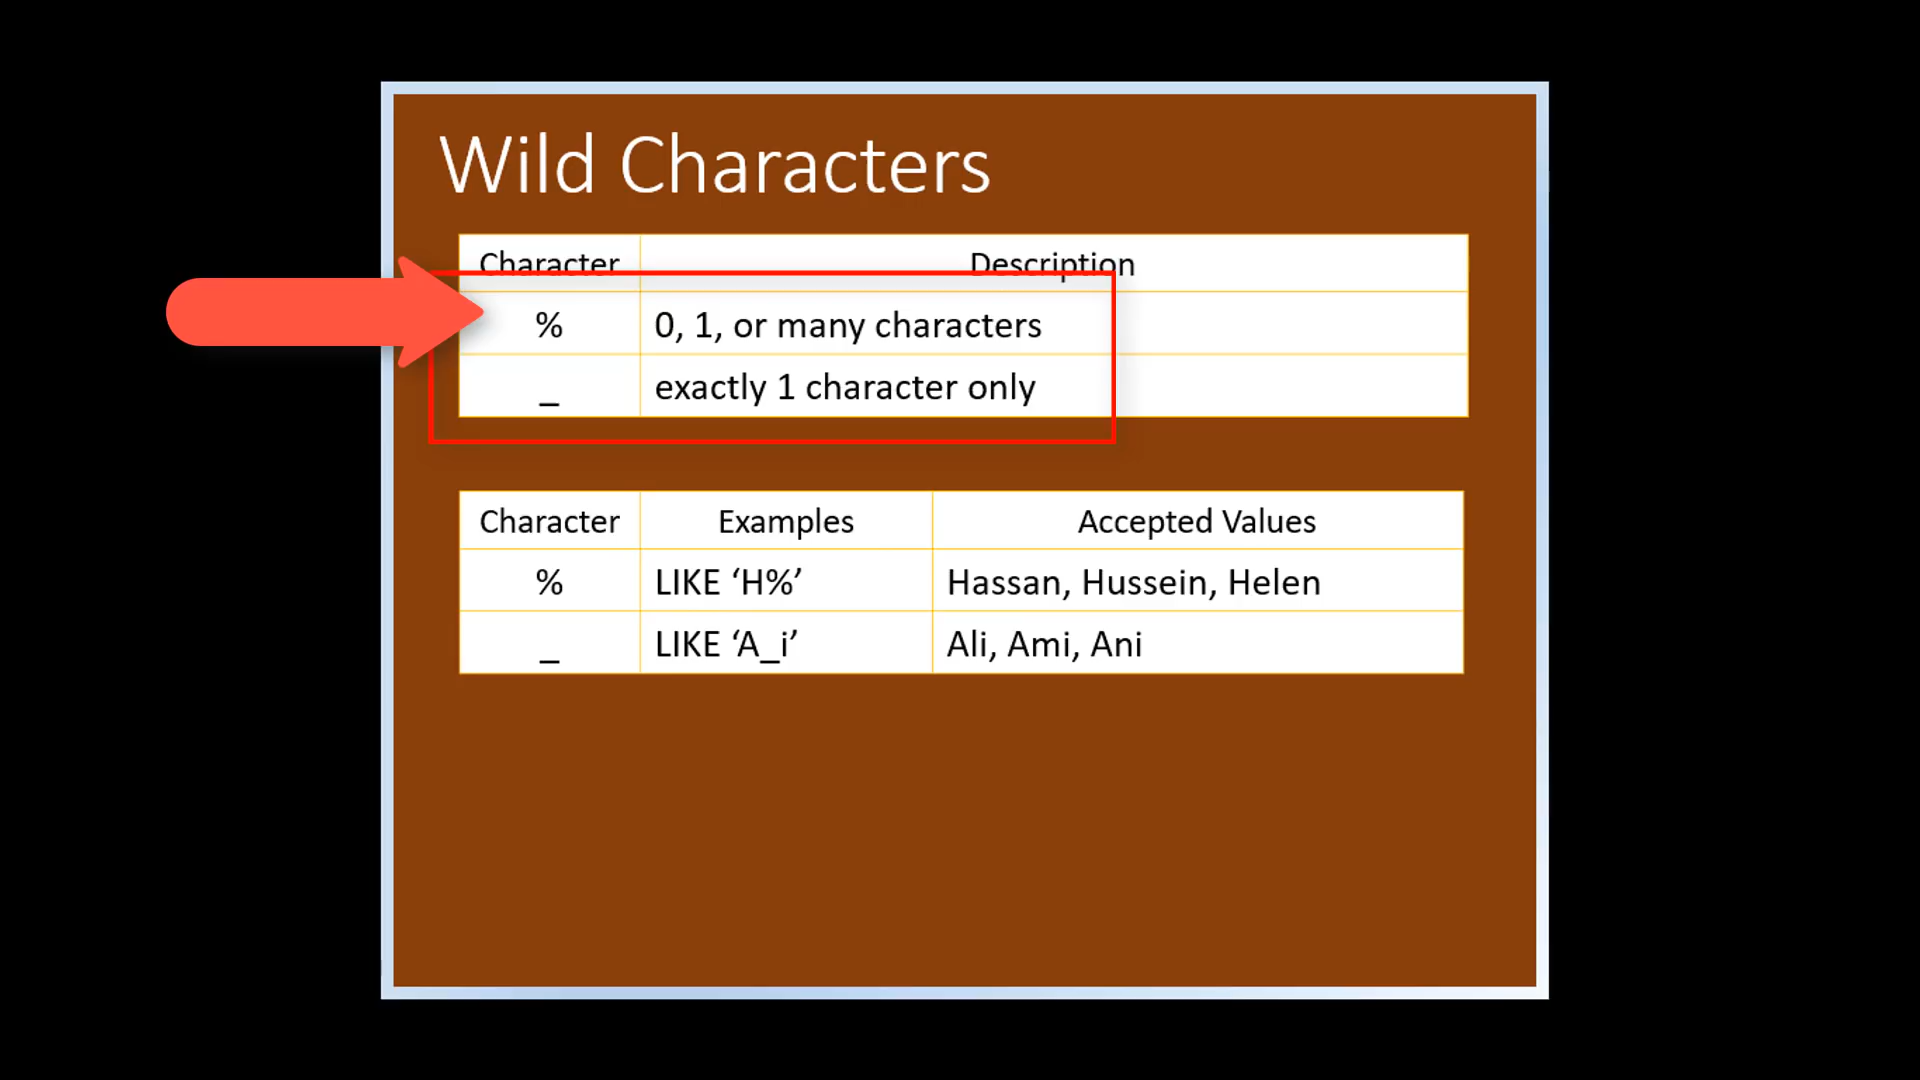 Wild Characters
Character Description
% 0, 1, or many characters
_ exactly 1 character only
Character Examples Accepted Values
% LIKE ‘H%’ Hassan, Hussein, Helen
_ LIKE ‘A_i’ Ali, Ami, Ani